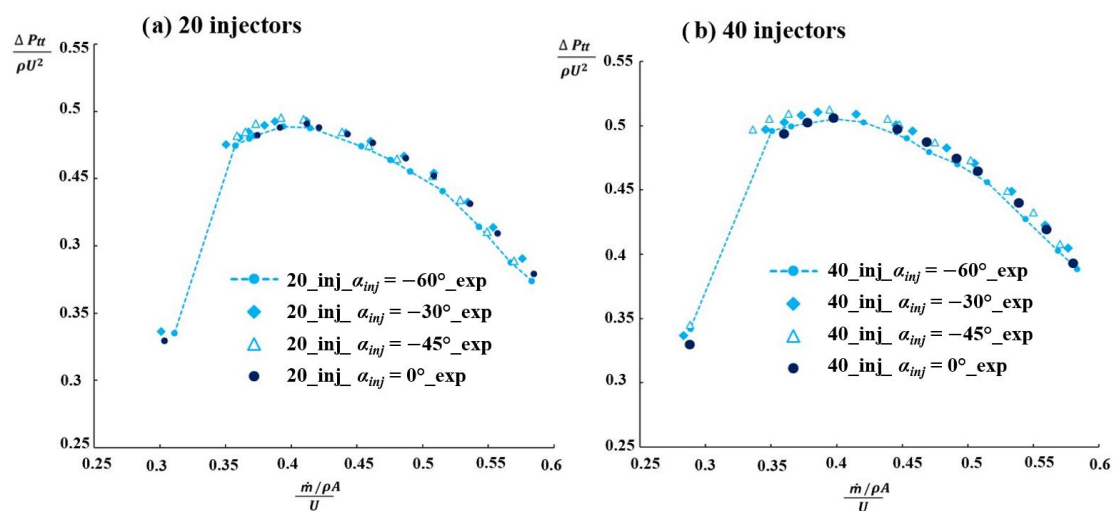 (a) 20 injectors
ΔPtt / ρU²
0.55
0.5
0.45
0.4
0.35
0.3
0.25
20_inj_αinj = −60°_exp
20_inj_ αinj = −30°_exp
20_inj_ αinj = −45°_exp
20_inj_ αinj = 0°_exp
0.25 0.3 0.35 0.4 0.45 0.5 0.55 0.6
ṁ/ρA
U
(b) 40 injectors
ΔPtt / ρU²
0.55
0.5
0.45
0.4
0.35
0.3
0.25
40_inj_αinj = −60°_exp
40_inj_ αinj = −30°_exp
40_inj_ αinj = −45°_exp
40_inj_ αinj = 0°_exp
0.25 0.3 0.35 0.4 0.45 0.5 0.55 0.6
ṁ/ρA
U